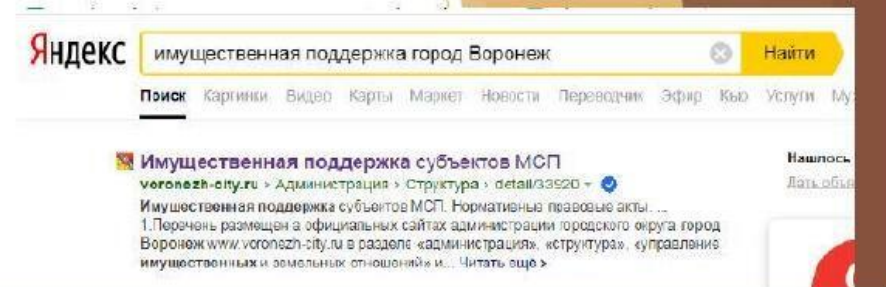 Яндекс
имущественная поддержка город Воронеж
Найти
Поиск Картинки Видео Карты Маркет Новости Переводчик Эфир Кью Услуги Му
Имущественная поддержка субъектов МСП
voronezh-city.ru › Администрация › Структура › detail/33920
Имущественная поддержка субъектов МСП. Нормативные правовые акты. ...
1.Перечень размещен а официальных сайтах администрации городского округа город
Воронеж www.voronezh-city.ru в разделе «администрация», «структура», «управление
имущественных и земельных отношений» и... Читать ещё >
Нашлось
Дать объя